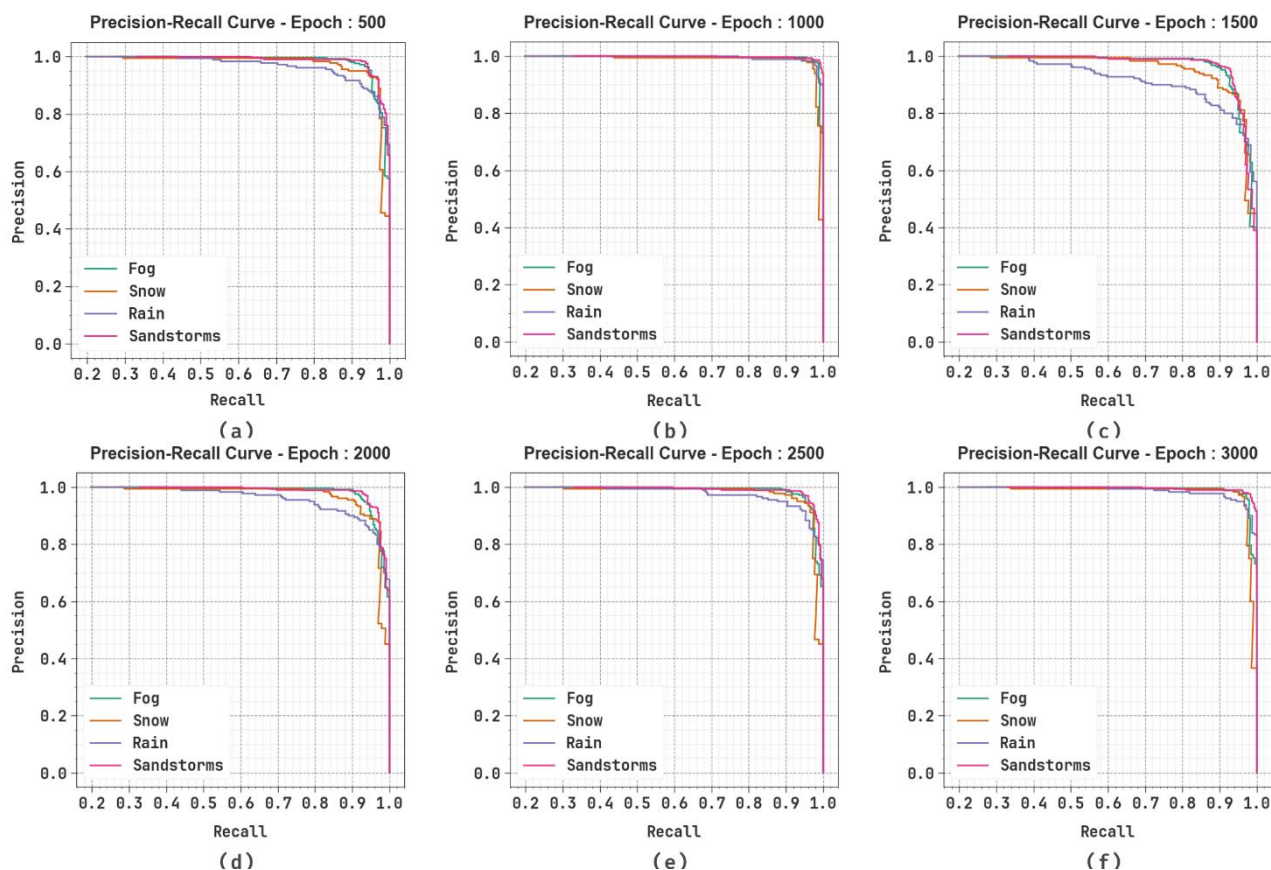 Precision-Recall Curve - Epoch : 500
Precision
1.0
0.8
0.6
0.4
0.2
0.0
Fog
Snow
Rain
Sandstorms
0.2 0.3 0.4 0.5 0.6 0.7 0.8 0.9 1.0
Recall
(a)
Precision-Recall Curve - Epoch : 1000
Precision
1.0
0.8
0.6
0.4
0.2
0.0
Fog
Snow
Rain
Sandstorms
0.2 0.3 0.4 0.5 0.6 0.7 0.8 0.9 1.0
Recall
(b)
Precision-Recall Curve - Epoch : 1500
Precision
1.0
0.8
0.6
0.4
0.2
0.0
Fog
Snow
Rain
Sandstorms
0.2 0.3 0.4 0.5 0.6 0.7 0.8 0.9 1.0
Recall
(c)
Precision-Recall Curve - Epoch : 2000
Precision
1.0
0.8
0.6
0.4
0.2
0.0
Fog
Snow
Rain
Sandstorms
0.2 0.3 0.4 0.5 0.6 0.7 0.8 0.9 1.0
Recall
(d)
Precision-Recall Curve - Epoch : 2500
Precision
1.0
0.8
0.6
0.4
0.2
0.0
Fog
Snow
Rain
Sandstorms
0.2 0.3 0.4 0.5 0.6 0.7 0.8 0.9 1.0
Recall
(e)
Precision-Recall Curve - Epoch : 3000
Precision
1.0
0.8
0.6
0.4
0.2
0.0
Fog
Snow
Rain
Sandstorms
0.2 0.3 0.4 0.5 0.6 0.7 0.8 0.9 1.0
Recall
(f)